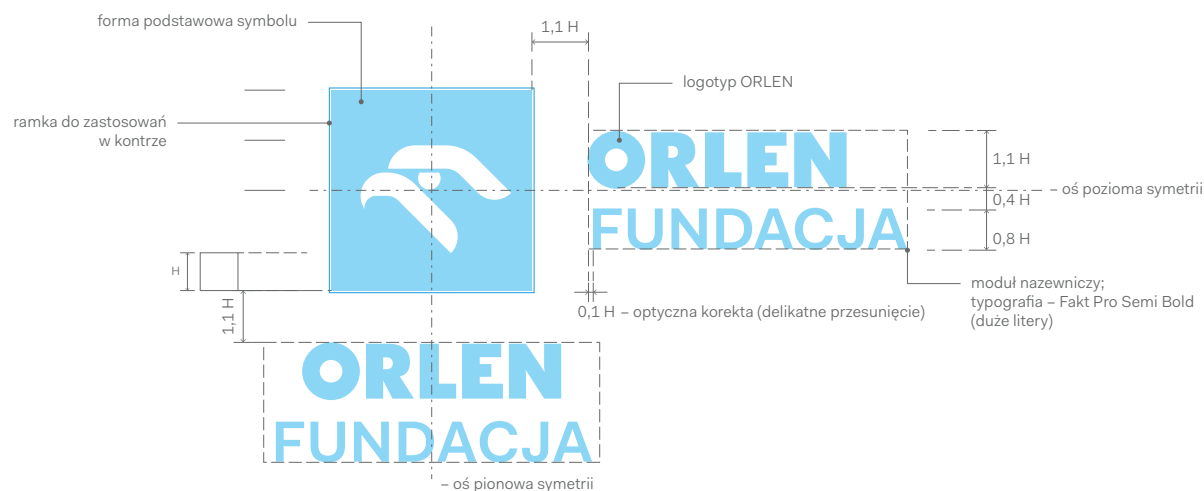 forma podstawowa symbolu
1,1 H
logotyp ORLEN
ramka do zastosowań
w kontrze
ORLEN
FUNDACJA
1,1 H
– oś pozioma symetrii
0,4 H
0,8 H
H
1,1 H
0,1 H – optyczna korekta (delikatne przesunięcie)
moduł nazewniczy;
typografia – Fakt Pro Semi Bold
(duże litery)
ORLEN
FUNDACJA
– oś pionowa symetrii